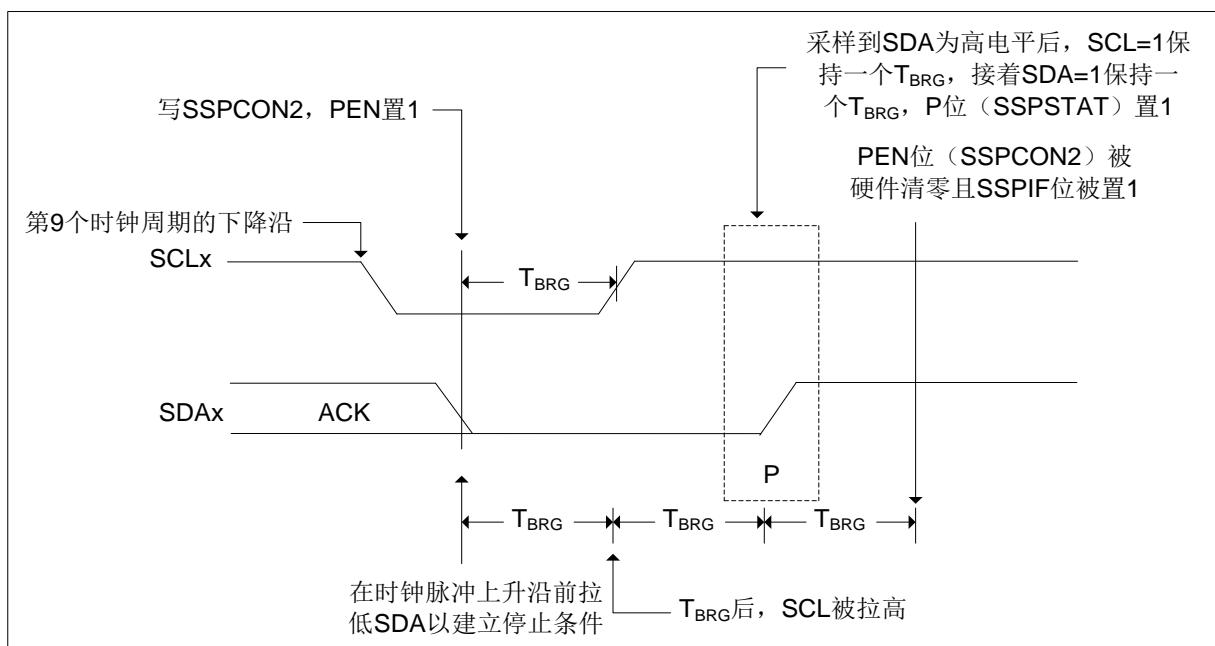 采样到SDA为高电平后，SCL=1保
持一个TBRG，接着SDA=1保持一
个TBRG，P位（SSPSTAT）置1
写SSPCON2，PEN置1
PEN位（SSPCON2）被
硬件清零且SSPIF位被置1
第9个时钟周期的下降沿
SCLx
TBRG
SDAx
ACK
P
TBRG
TBRG
TBRG
在时钟脉冲上升沿前拉
低SDA以建立停止条件
TBRG后，SCL被拉高